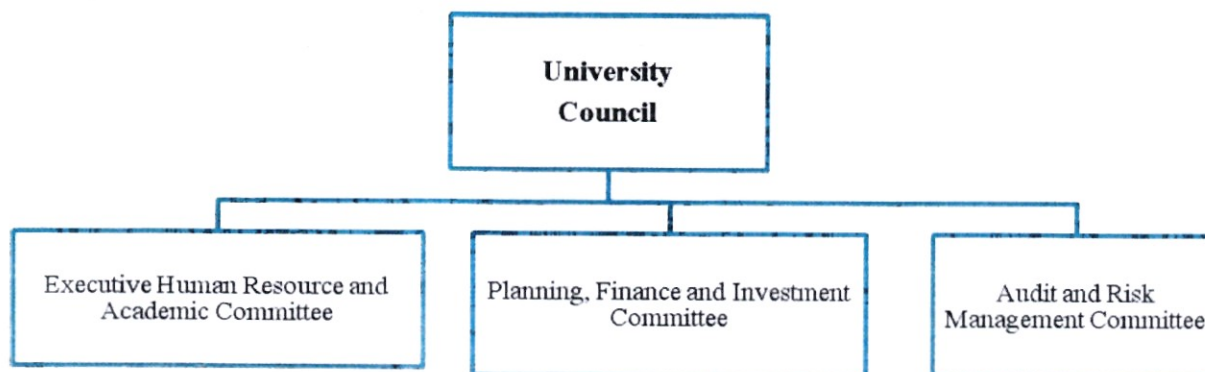 University
Council
Executive Human Resource and
Academic Committee
Planning, Finance and Investment
Committee
Audit and Risk
Management Committee